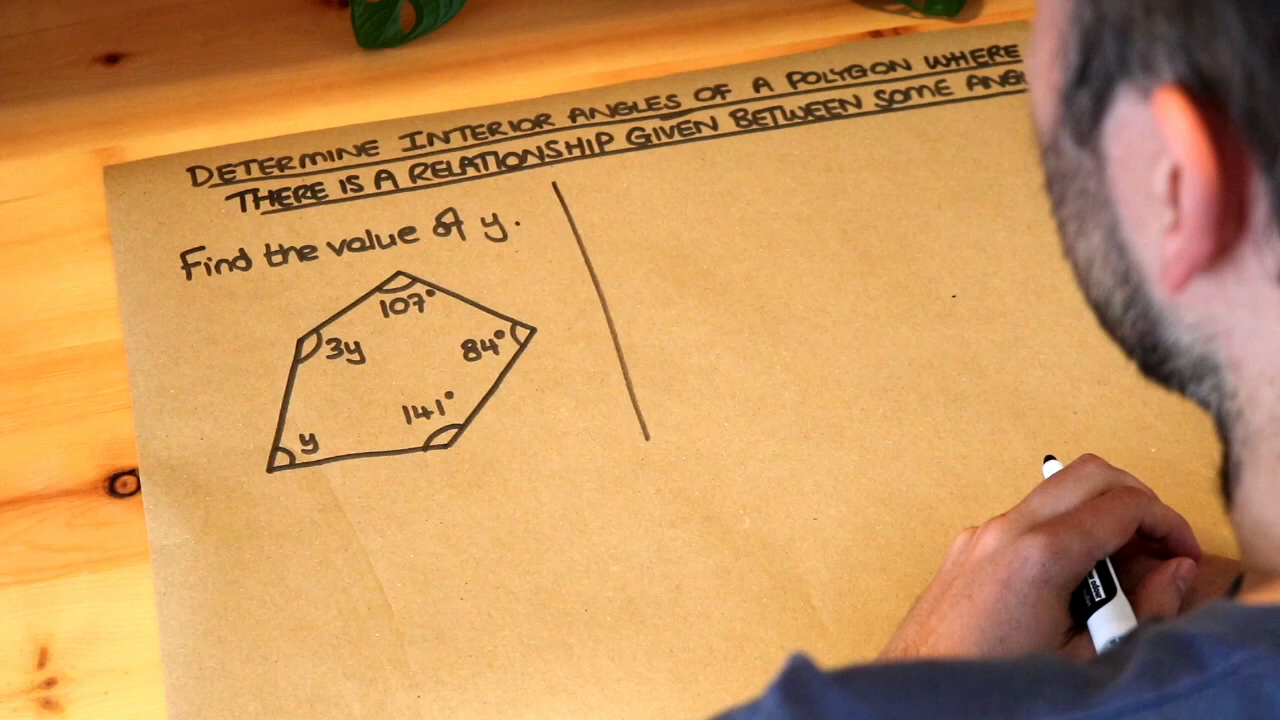 DETERMINE INTERIOR ANGLES OF A POLYGON WHERE
THERE IS A RELATIONSHIP GIVEN BETWEEN SOME
Find the value of y.
107°
3y
84°
141°
y